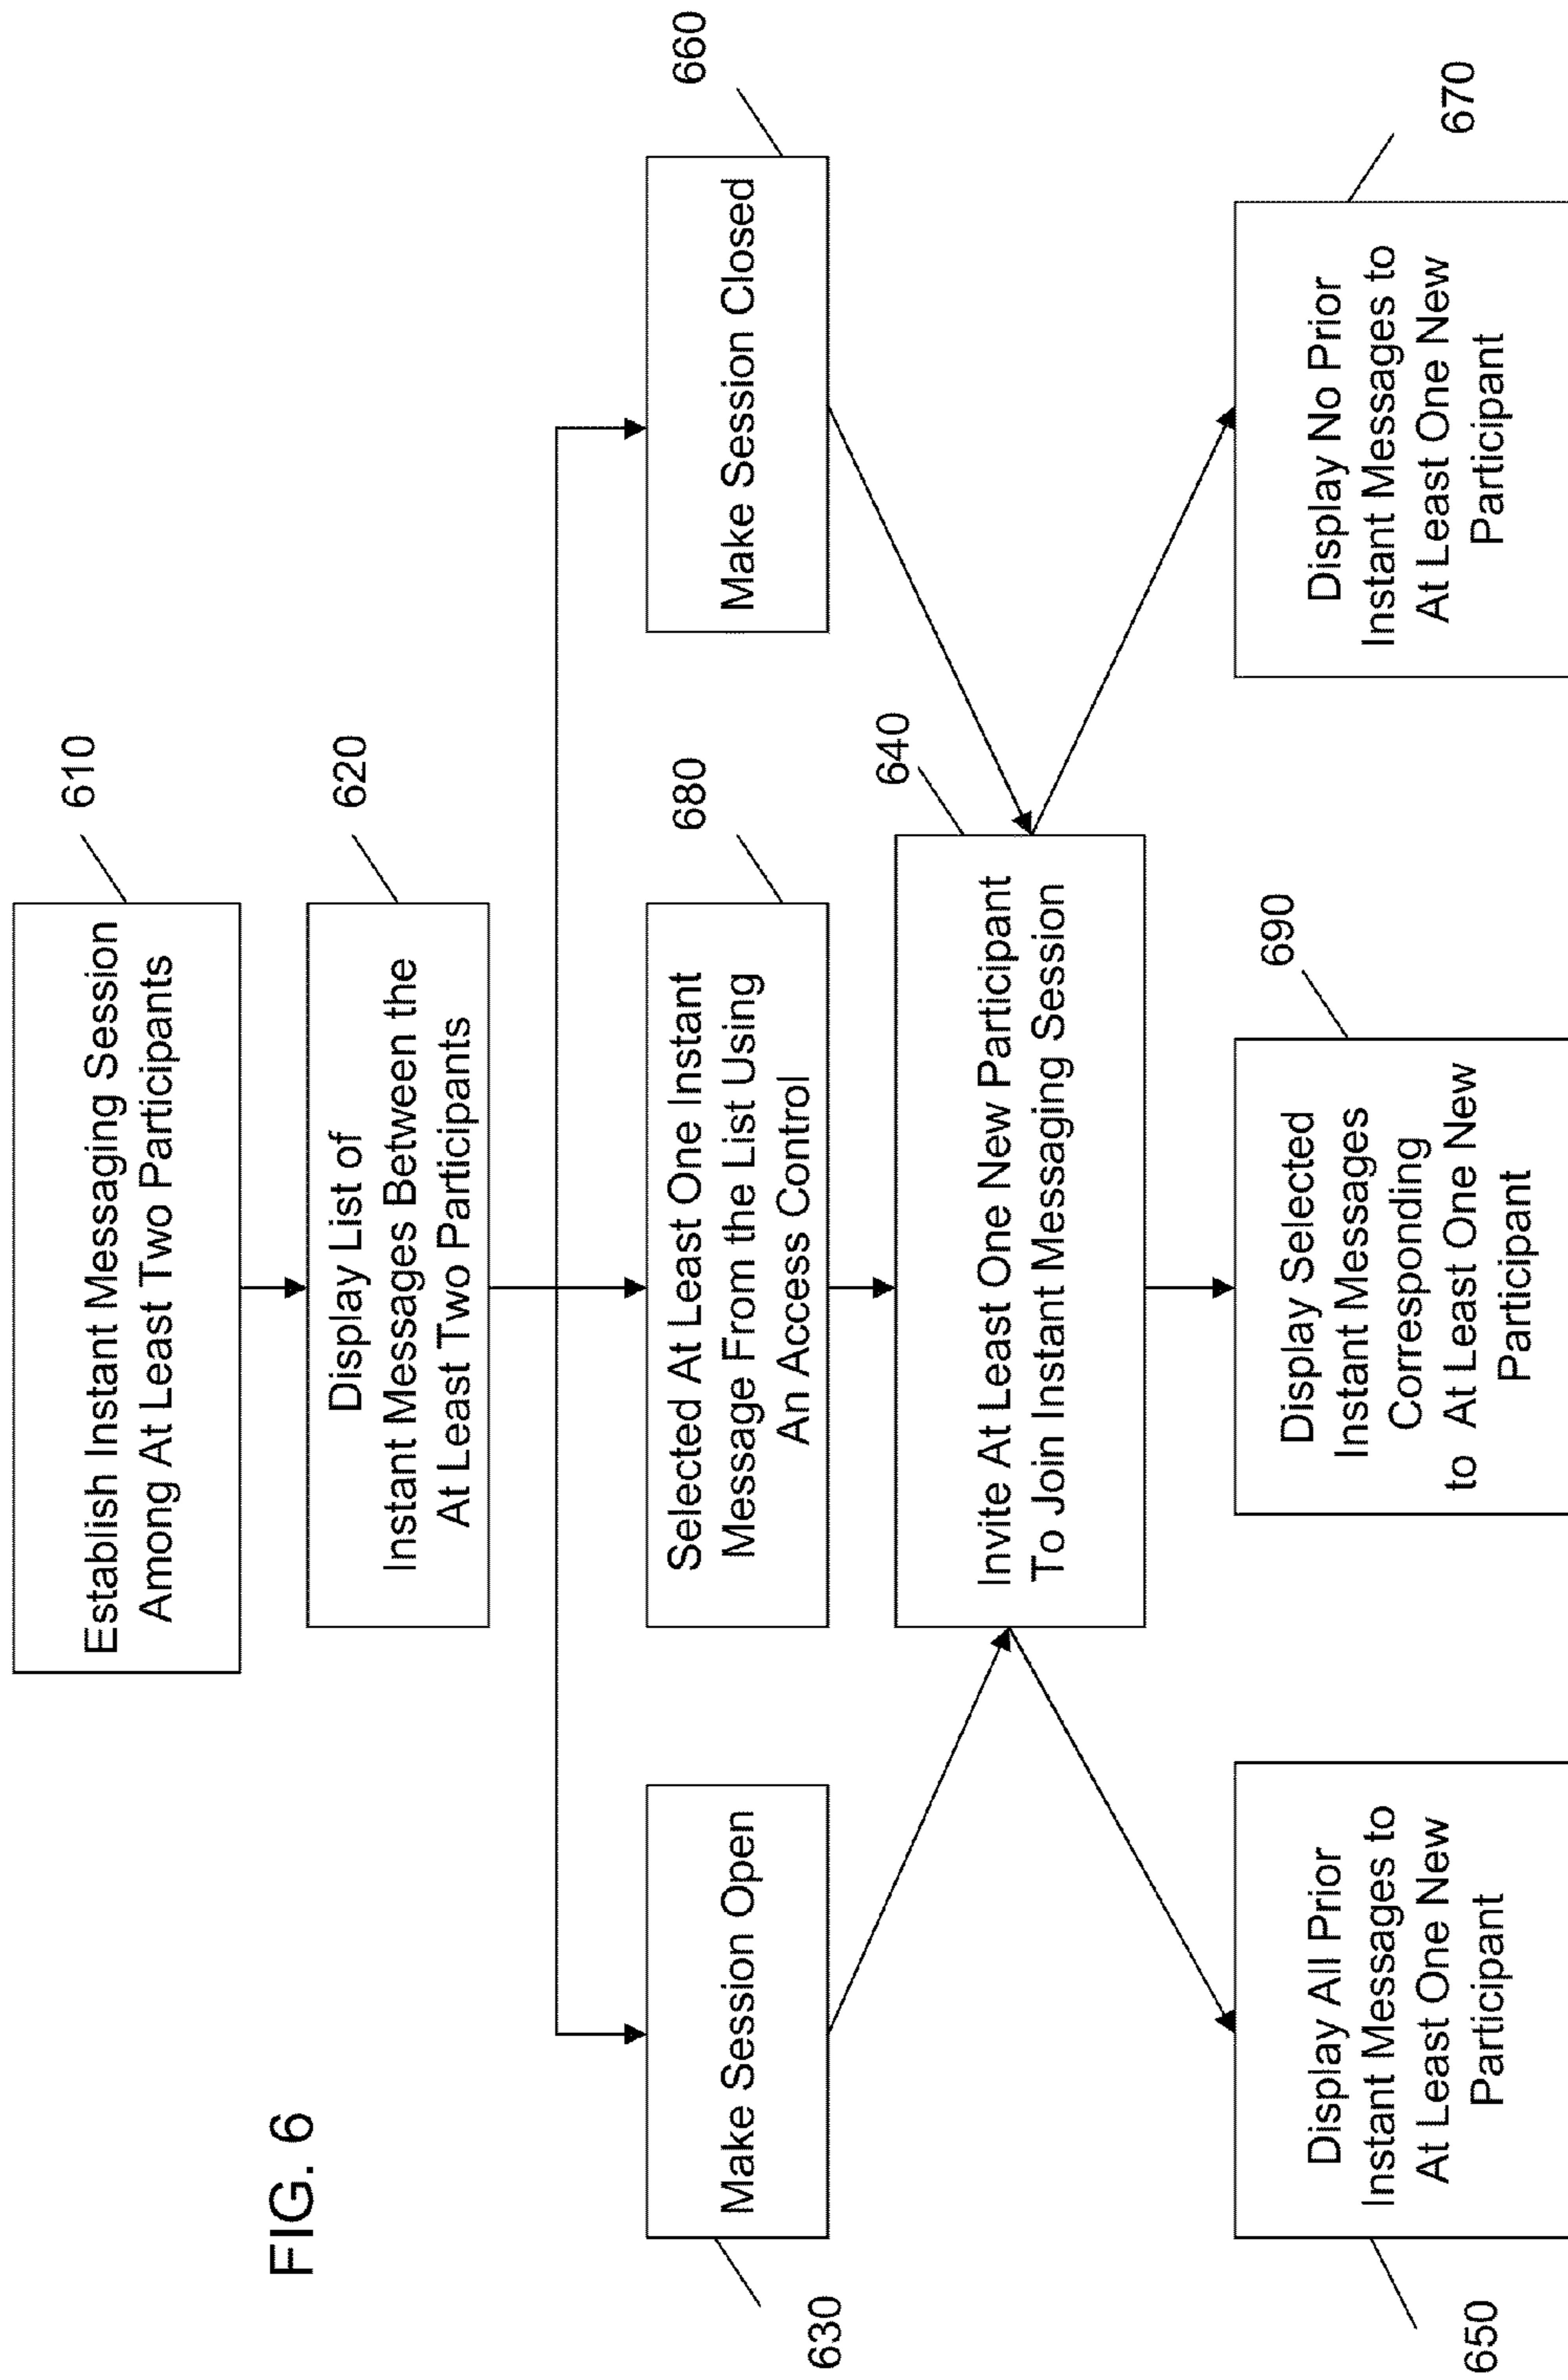 FIG. 6
610
Establish Instant Messaging Session
Among At Least Two Participants
620
Display List of
Instant Messages Between the
At Least Two Participants
630
Make Session Open
680
Selected At Least One Instant
Message From the List Using
An Access Control
660
Make Session Closed
640
Invite At Least One New Participant
To Join Instant Messaging Session
650
Display All Prior
Instant Messages to
At Least One New
Participant
690
Display Selected
Instant Messages
Corresponding
to At Least One New
Participant
670
Display No Prior
Instant Messages to
At Least One New
Participant